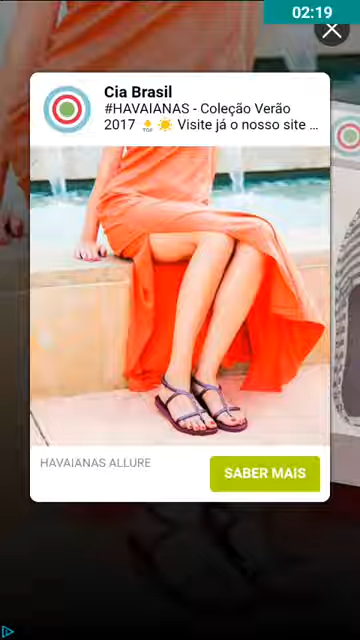 02:19
Cia Brasil
#HAVAIANAS - Coleção Verão
2017 🔝☀️ Visite já o nosso site ...
HAVAIANAS ALLURE
SABER MAIS